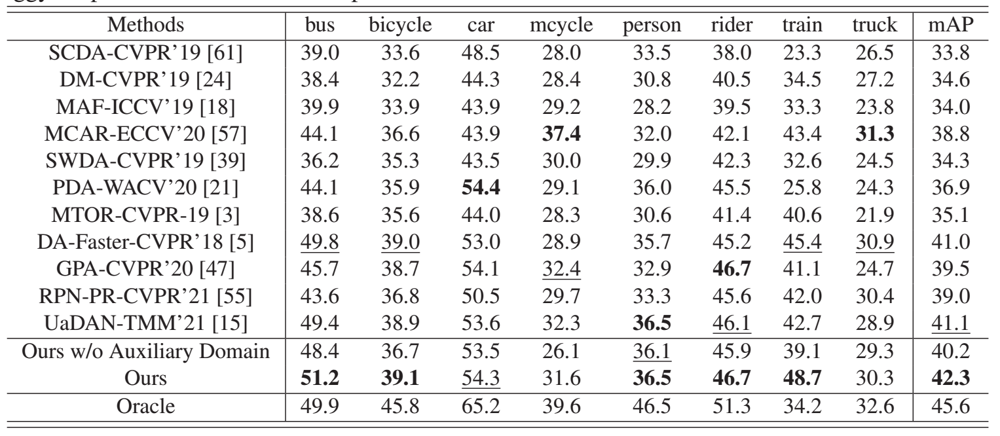 Methods bus bicycle car mcycle person rider train truck mAP
SCDA-CVPR’19 [61] 39.0 33.6 48.5 28.0 33.5 38.0 23.3 26.5 33.8
DM-CVPR’19 [24] 38.4 32.2 44.3 28.4 30.8 40.5 34.5 27.2 34.6
MAF-ICCV’19 [18] 39.9 33.9 43.9 29.2 28.2 39.5 33.3 23.8 34.0
MCAR-ECCV’20 [57] 44.1 36.6 43.9 37.4 32.0 42.1 43.4 31.3 38.8
SWDA-CVPR’19 [39] 36.2 35.3 43.5 30.0 29.9 42.3 32.6 24.5 34.3
PDA-WACV’20 [21] 44.1 35.9 54.4 29.1 36.0 45.5 25.8 24.3 36.9
MTOR-CVPR-19 [3] 38.6 35.6 44.0 28.3 30.6 41.4 40.6 21.9 35.1
DA-Faster-CVPR’18 [5] 49.8 39.0 53.0 28.9 35.7 45.2 45.4 30.9 41.0
GPA-CVPR’20 [47] 45.7 38.7 54.1 32.4 32.9 46.7 41.1 24.7 39.5
RPN-PR-CVPR’21 [55] 43.6 36.8 50.5 29.7 33.3 45.6 42.0 30.4 39.0
UaDAN-TMM’21 [15] 49.4 38.9 53.6 32.3 36.5 46.1 42.7 28.9 41.1
Ours w/o Auxiliary Domain 48.4 36.7 53.5 26.1 36.1 45.9 39.1 29.3 40.2
Ours 51.2 39.1 54.3 31.6 36.5 46.7 48.7 30.3 42.3
Oracle 49.9 45.8 65.2 39.6 46.5 51.3 34.2 32.6 45.6